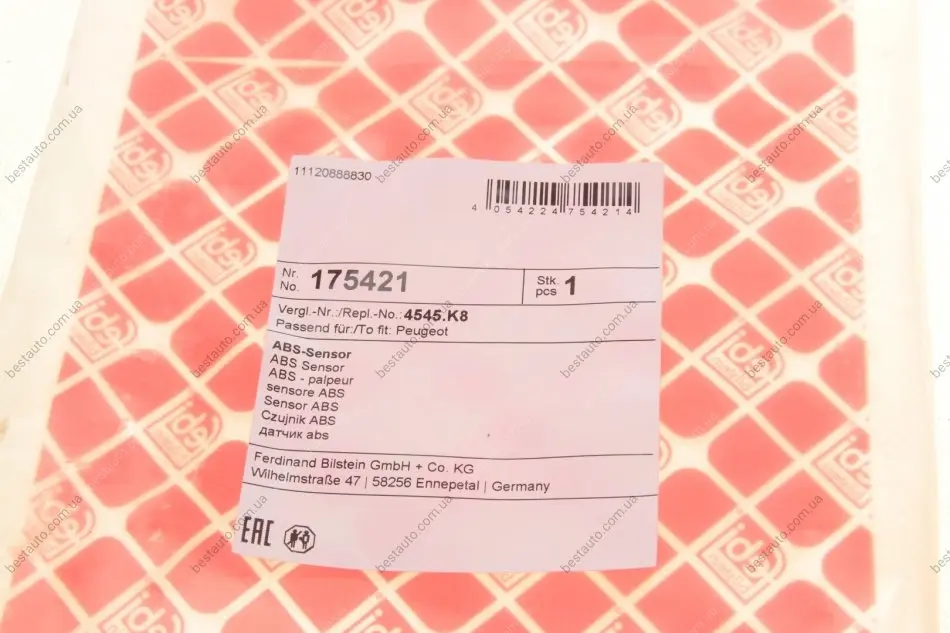 11120888830
4 054224 754214
Nr.
No. 175421
Stk.
pcs 1
Vergl.-Nr.:/Repl.-No.: 4545.K8
Passend für:/To fit: Peugeot
ABS-Sensor
ABS Sensor
ABS - palpeur
sensore ABS
Sensor ABS
Czujnik ABS
датчик abs
Ferdinand Bilstein GmbH + Co. KG
Wilhelmstraße 47 | 58256 Ennepetal | Germany
EAC
bestauto.com.ua